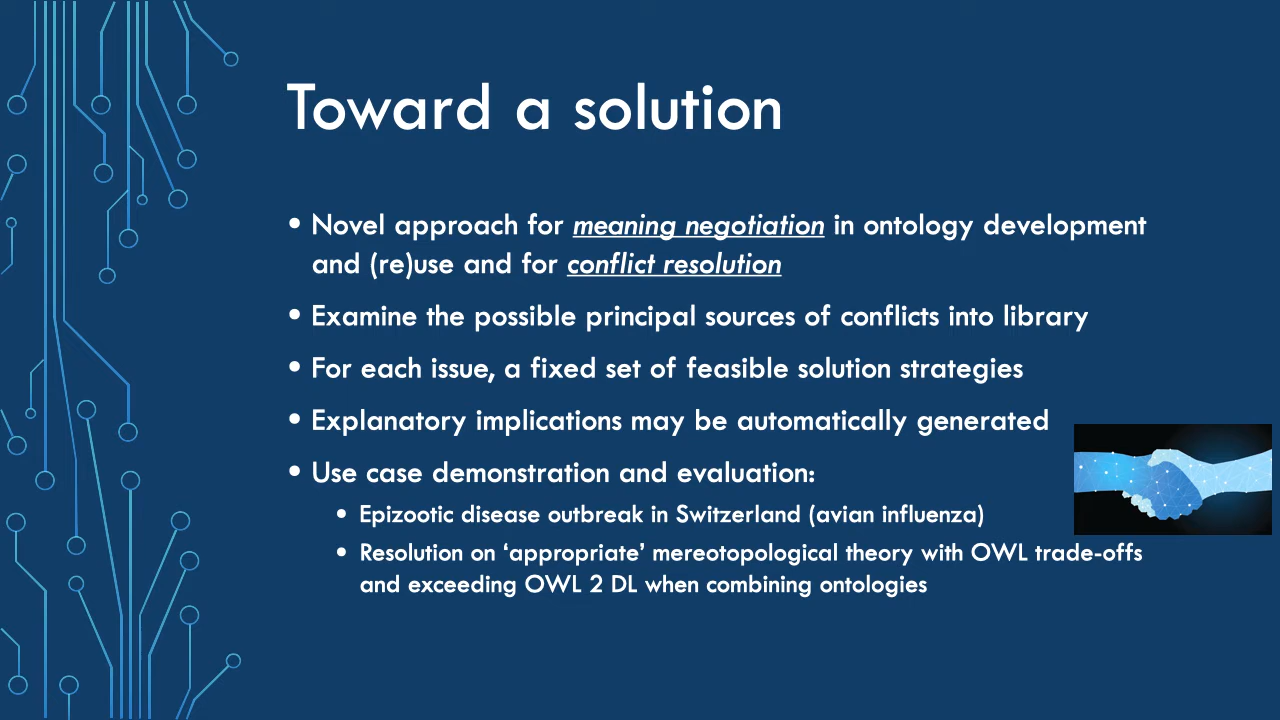 Toward a solution
• Novel approach for meaning negotiation in ontology development
and (re)use and for conflict resolution
• Examine the possible principal sources of conflicts into library
• For each issue, a fixed set of feasible solution strategies
• Explanatory implications may be automatically generated
• Use case demonstration and evaluation:
• Epizootic disease outbreak in Switzerland (avian influenza)
• Resolution on ‘appropriate’ mereotopological theory with OWL trade-offs
and exceeding OWL 2 DL when combining ontologies